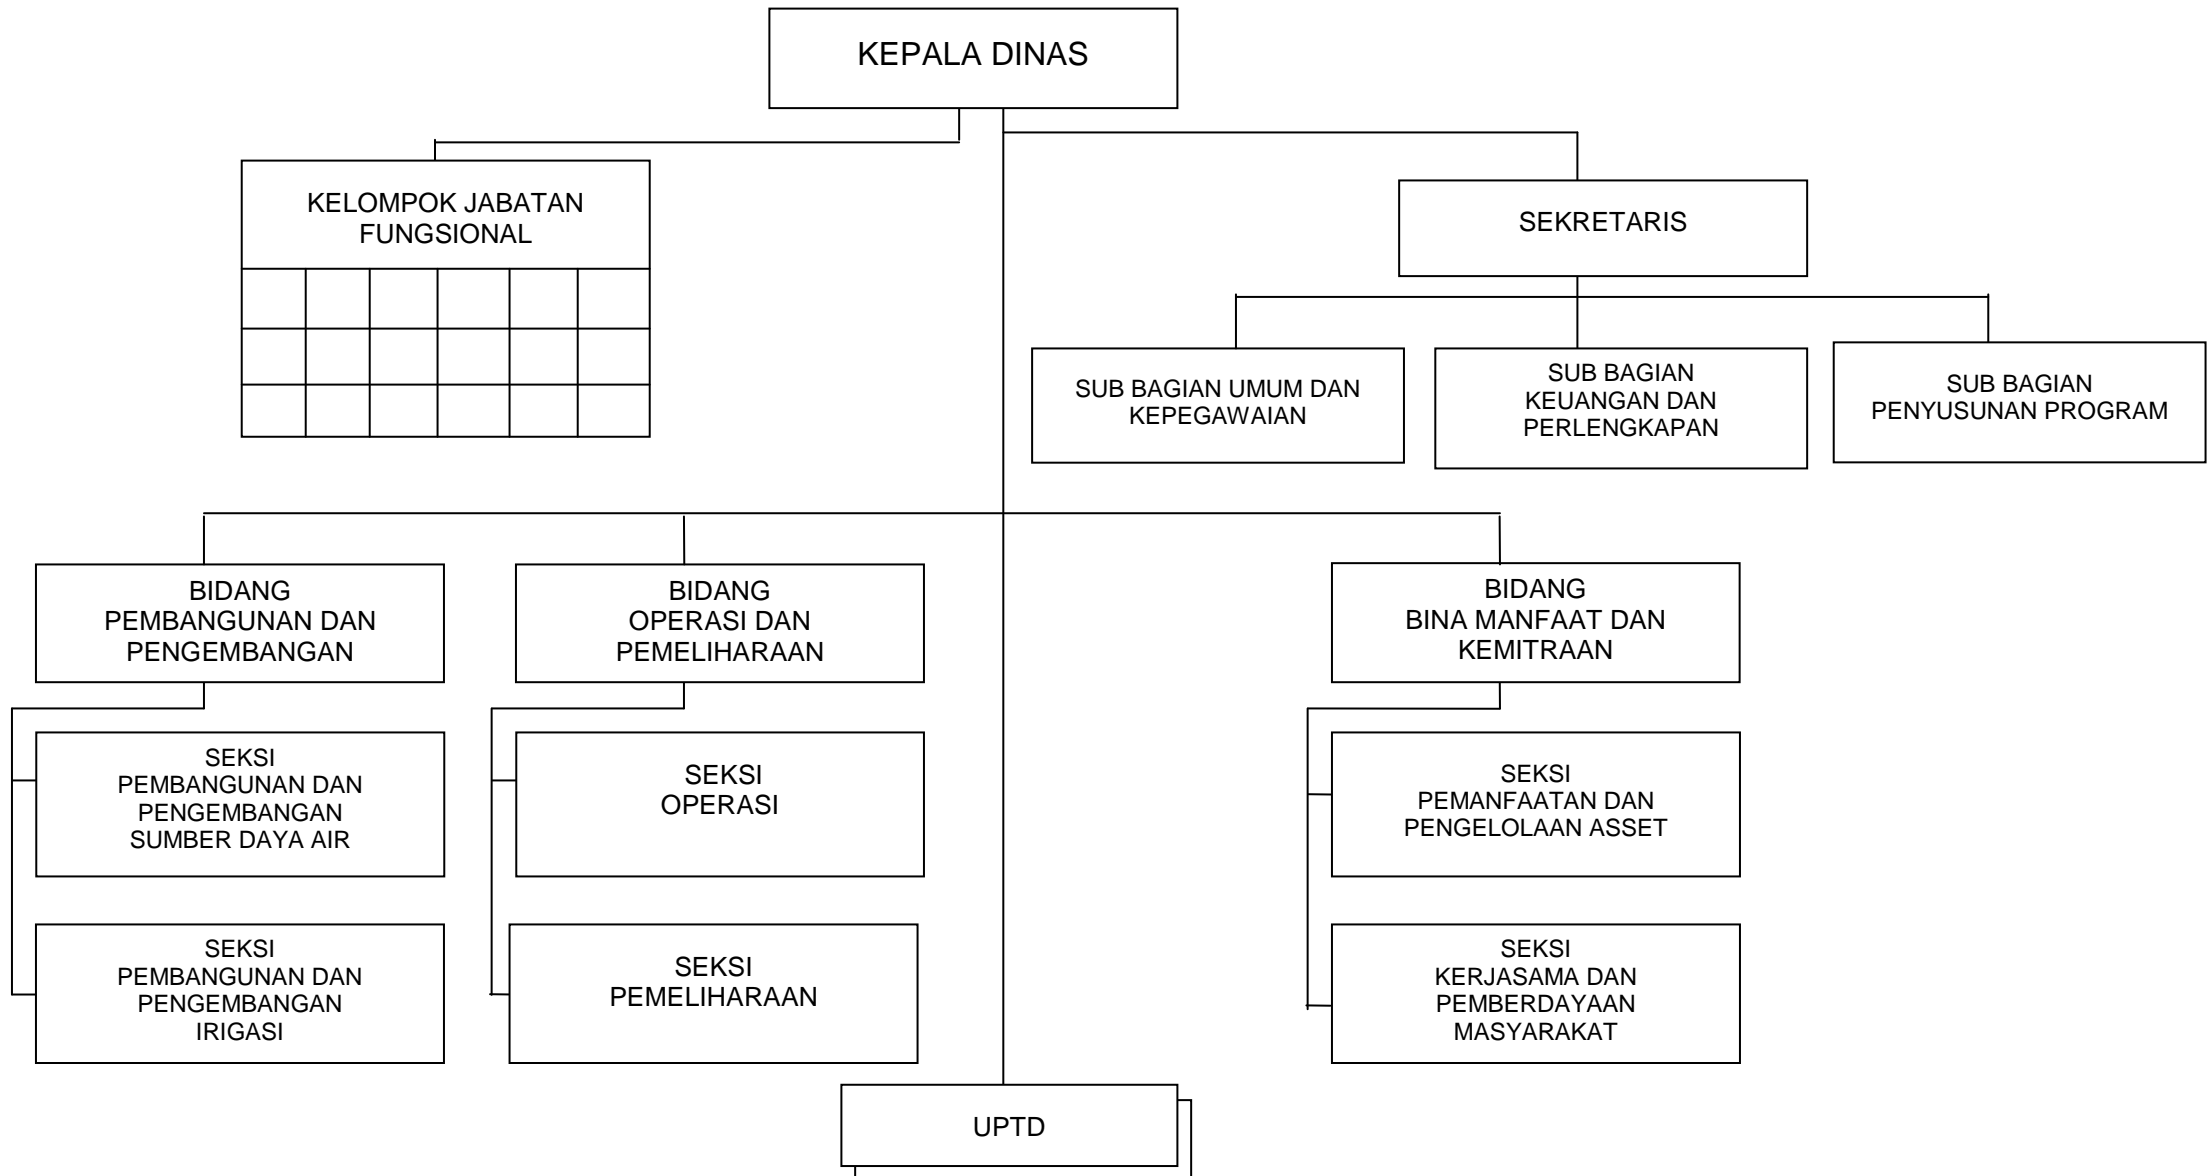 KEPALA DINAS
KELOMPOK JABATAN
FUNGSIONAL
SEKRETARIS
SUB BAGIAN UMUM DAN
KEPEGAWAIAN
SUB BAGIAN
KEUANGAN DAN
PERLENGKAPAN
SUB BAGIAN
PENYUSUNAN PROGRAM
BIDANG
PEMBANGUNAN DAN
PENGEMBANGAN
BIDANG
OPERASI DAN
PEMELIHARAAN
BIDANG
BINA MANFAAT DAN
KEMITRAAN
SEKSI
PEMBANGUNAN DAN
PENGEMBANGAN
SUMBER DAYA AIR
SEKSI
OPERASI
SEKSI
PEMANFAATAN DAN
PENGELOLAAN ASSET
SEKSI
PEMBANGUNAN DAN
PENGEMBANGAN
IRIGASI
SEKSI
PEMELIHARAAN
SEKSI
KERJASAMA DAN
PEMBERDAYAAN
MASYARAKAT
UPTD